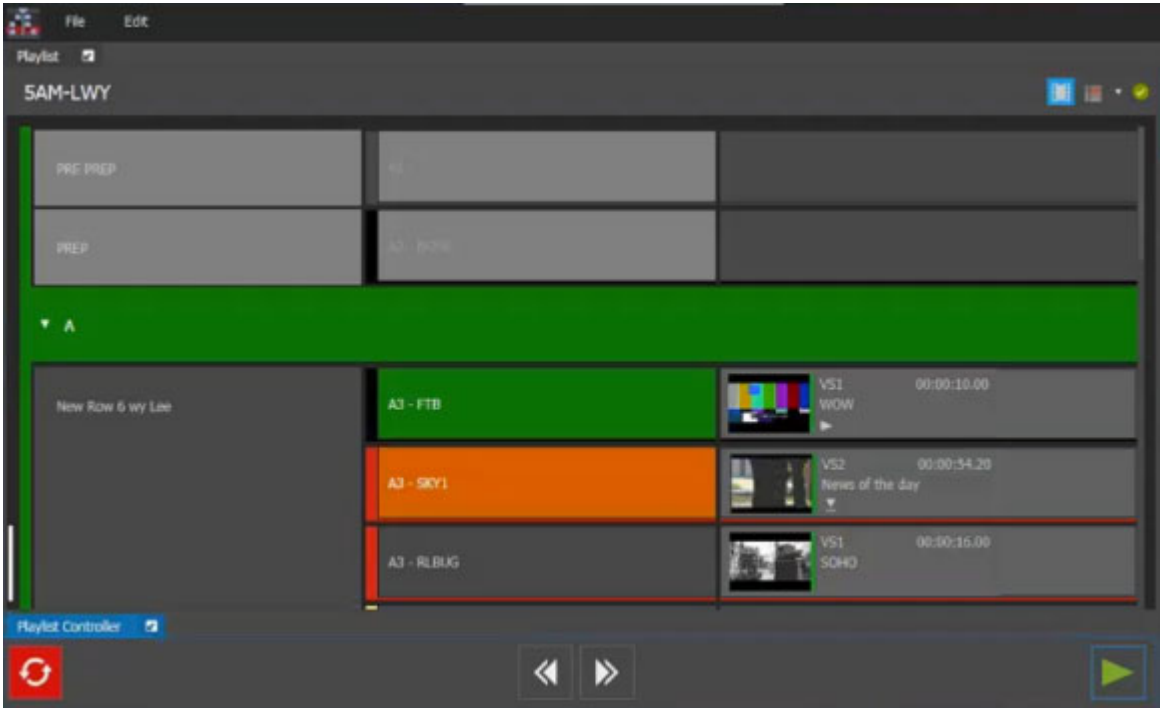 File Edit
Playlist
5AM-LWY
PRE PREP
PREP
A
New Row 6 wy Lee
A3 - FTB
VS1 00:00:10.00
WOW
A3 - SKY1
VS2 00:00:54.20
News of the day
A3 - RLBUG
VS1 00:00:16.00
SOHO
Playlist Controller